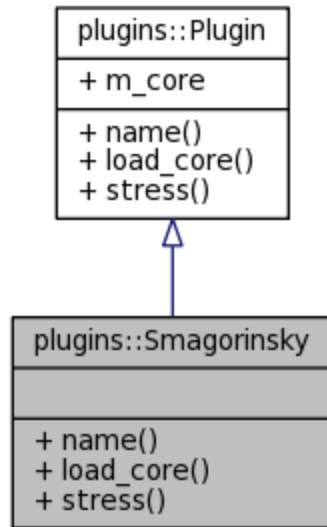 plugins::Plugin
+ m_core
+ name()
+ load_core()
+ stress()
plugins::Smagorinsky
+ name()
+ load_core()
+ stress()